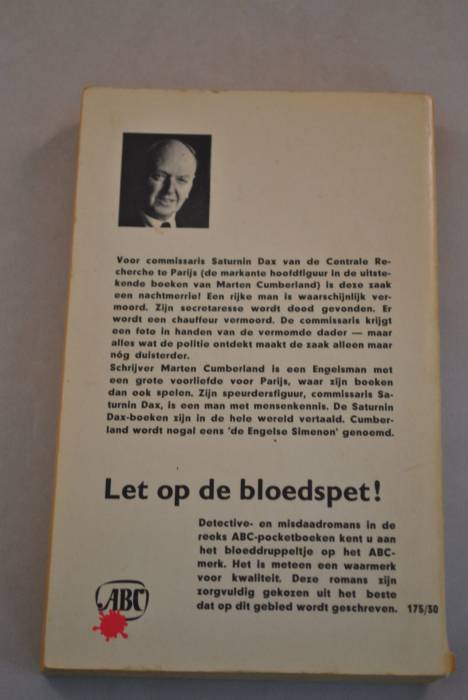 Voor commissaris Saturnin Dax van de Centrale Re-
cherche te Parijs (de markante hoofdfiguur in de uitste-
kende boeken van Marten Cumberland) is deze zaak
een nachtmerrie! Een rijke man is waarschijnlijk ver-
moord. Zijn secretaresse wordt dood gevonden. Er
wordt een chauffeur vermoord. De commissaris krijgt
een foto in handen van de vermomde dader — maar
alles wat de politie ontdekt maakt de zaak alleen maar
nóg duisterder.
Schrijver Marten Cumberland is een Engelsman met
een grote voorliefde voor Parijs, waar zijn boeken
dan ook spelen. Zijn speurdersfiguur, commissaris Sa-
turnin Dax, is een man met mensenkennis. De Saturnin
Dax-boeken zijn in de hele wereld vertaald. Cumber-
land wordt nogal eens 'de Engelse Simenon' genoemd.
Let op de bloedspet!
Detective- en misdaadromans in de
reeks ABC-pocketboeken kent u aan
het bloeddruppeltje op het ABC-
merk. Het is meteen een waarmerk
voor kwaliteit. Deze romans zijn
zorgvuldig gekozen uit het beste
dat op dit gebied wordt geschreven. 175/50
ABC